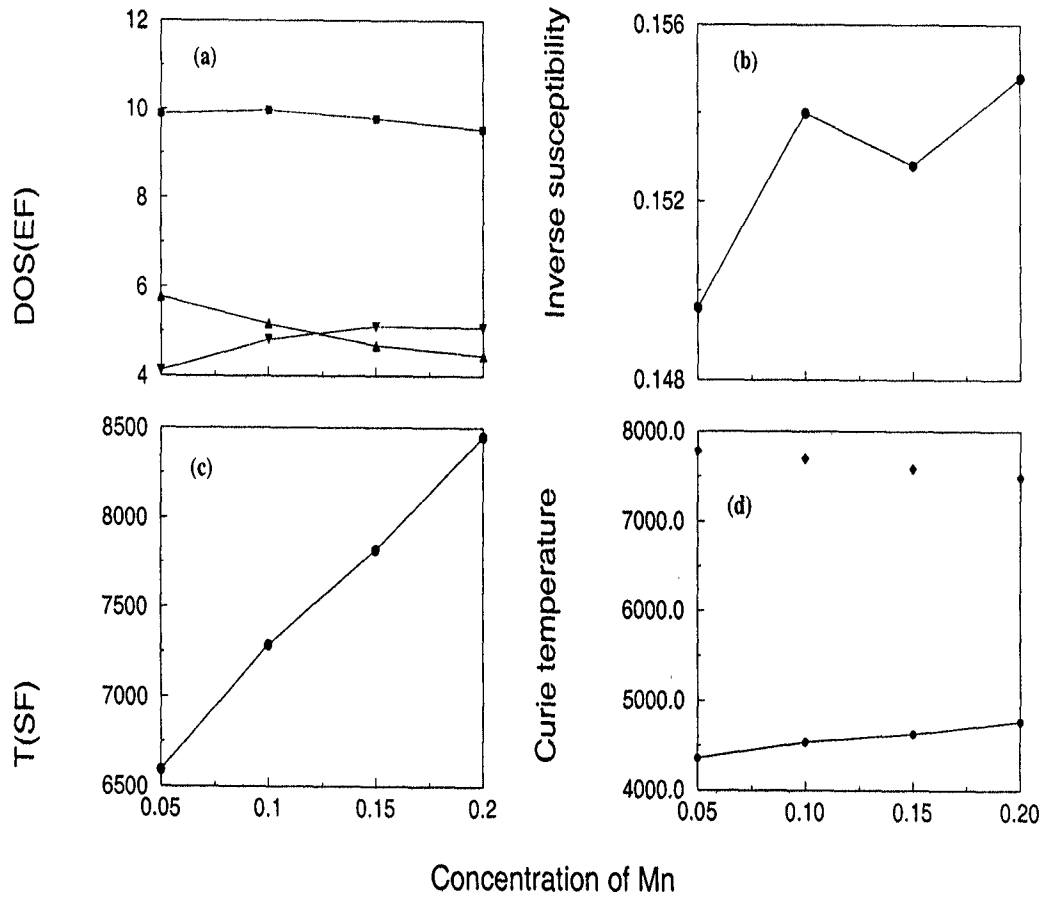 12
10
8
6
4
DOS(EF)
(a)
0.156
0.152
0.148
Inverse susceptibility
(b)
8500
8000
7500
7000
6500
T(SF)
(c)
0.05 0.1 0.15 0.2
8000.0
7000.0
6000.0
5000.0
4000.0
Curie temperature
(d)
0.05 0.10 0.15 0.20
Concentration of Mn